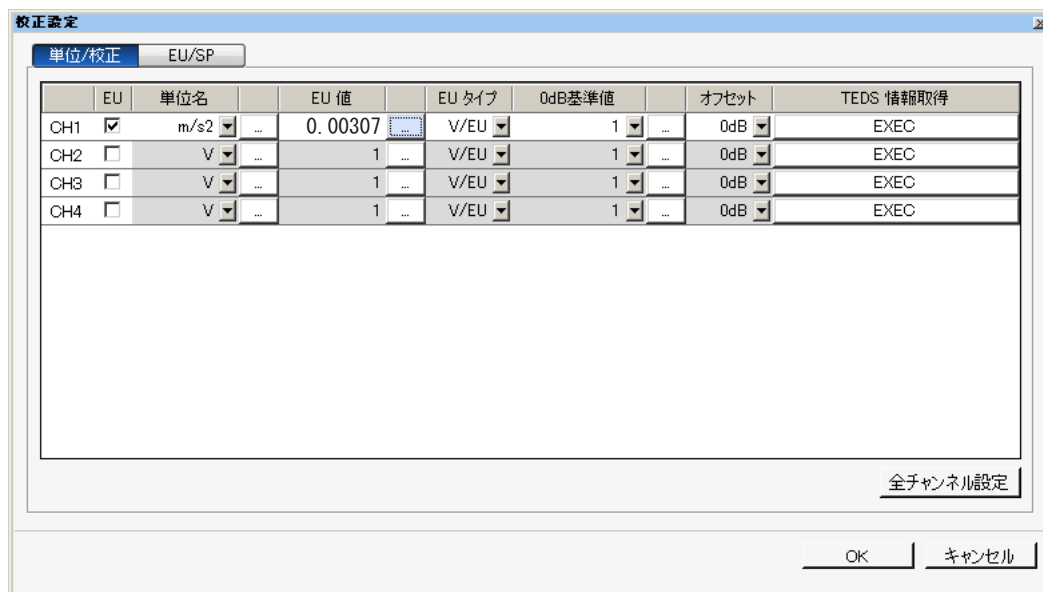 校正設定
単位/校正 EU/SP
EU 単位名 EU 値 EU タイプ 0dB基準値 オフセット TEDS 情報取得
CH1 m/s2 ... 0.00307 ... V/EU 1 ... 0dB EXEC
CH2 V ... 1 ... V/EU 1 ... 0dB EXEC
CH3 V ... 1 ... V/EU 1 ... 0dB EXEC
CH4 V ... 1 ... V/EU 1 ... 0dB EXEC
全チャンネル設定
OK キャンセル